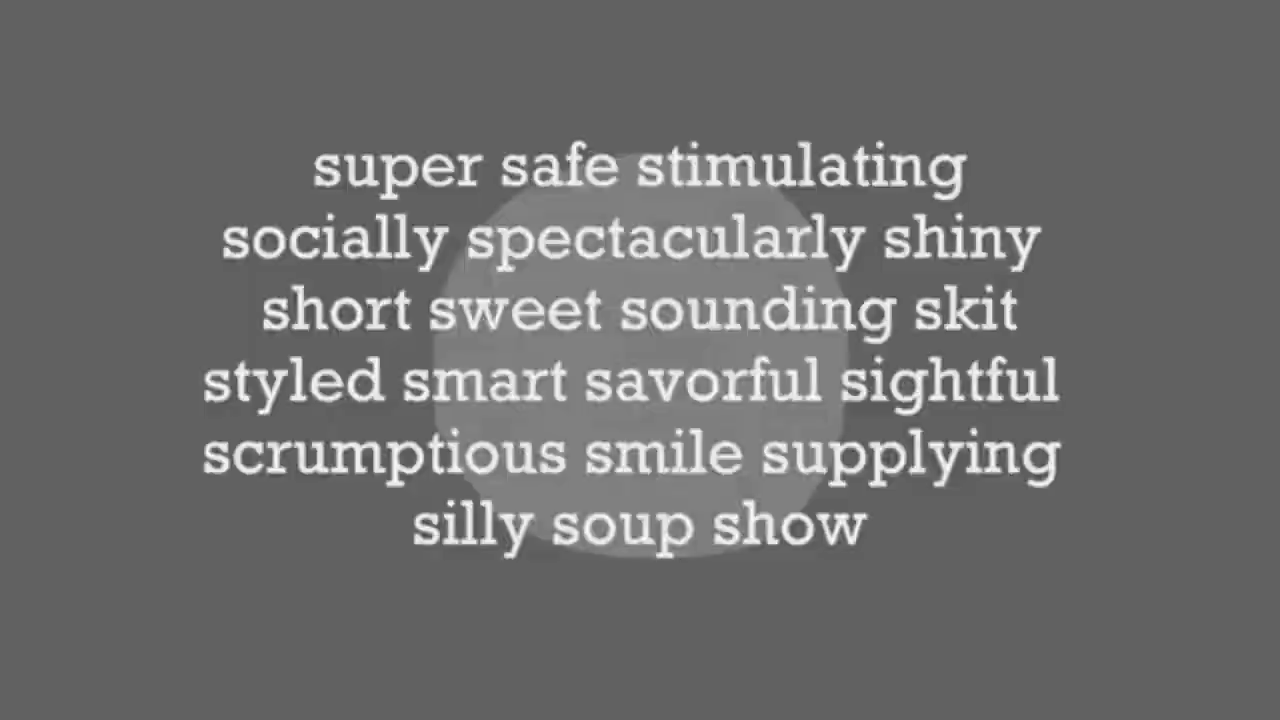 super safe stimulating
socially spectacularly shiny
short sweet sounding skit
styled smart savorful sightful
scrumptious smile supplying
silly soup show